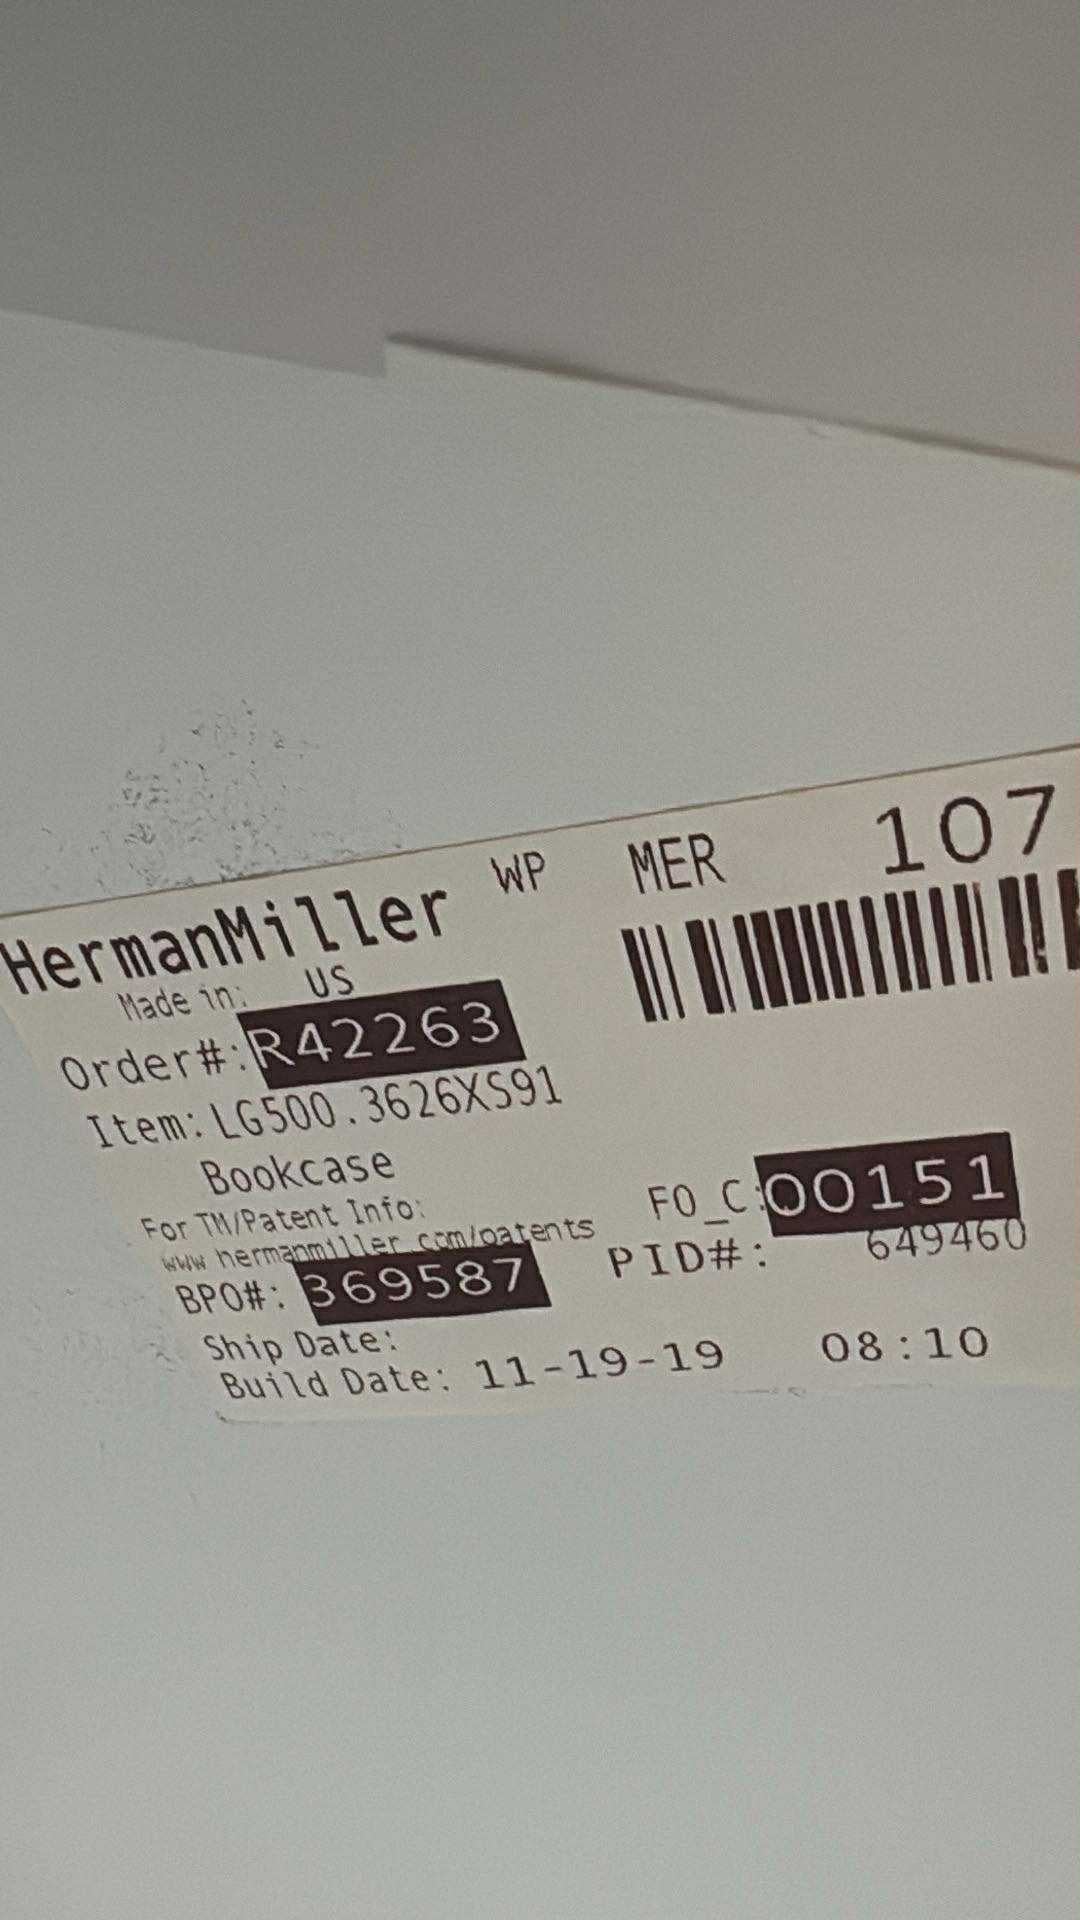 HermanMiller WP MER 107
Made in: US
Order#: R42263
Item: LG500.3626XS91
Bookcase
For TM/Patent Info:
www hermanmiller com/patents
FO_C: 00151
BPO#: 369587
PID#: 649460
Ship Date:
Build Date: 11-19-19 08:10